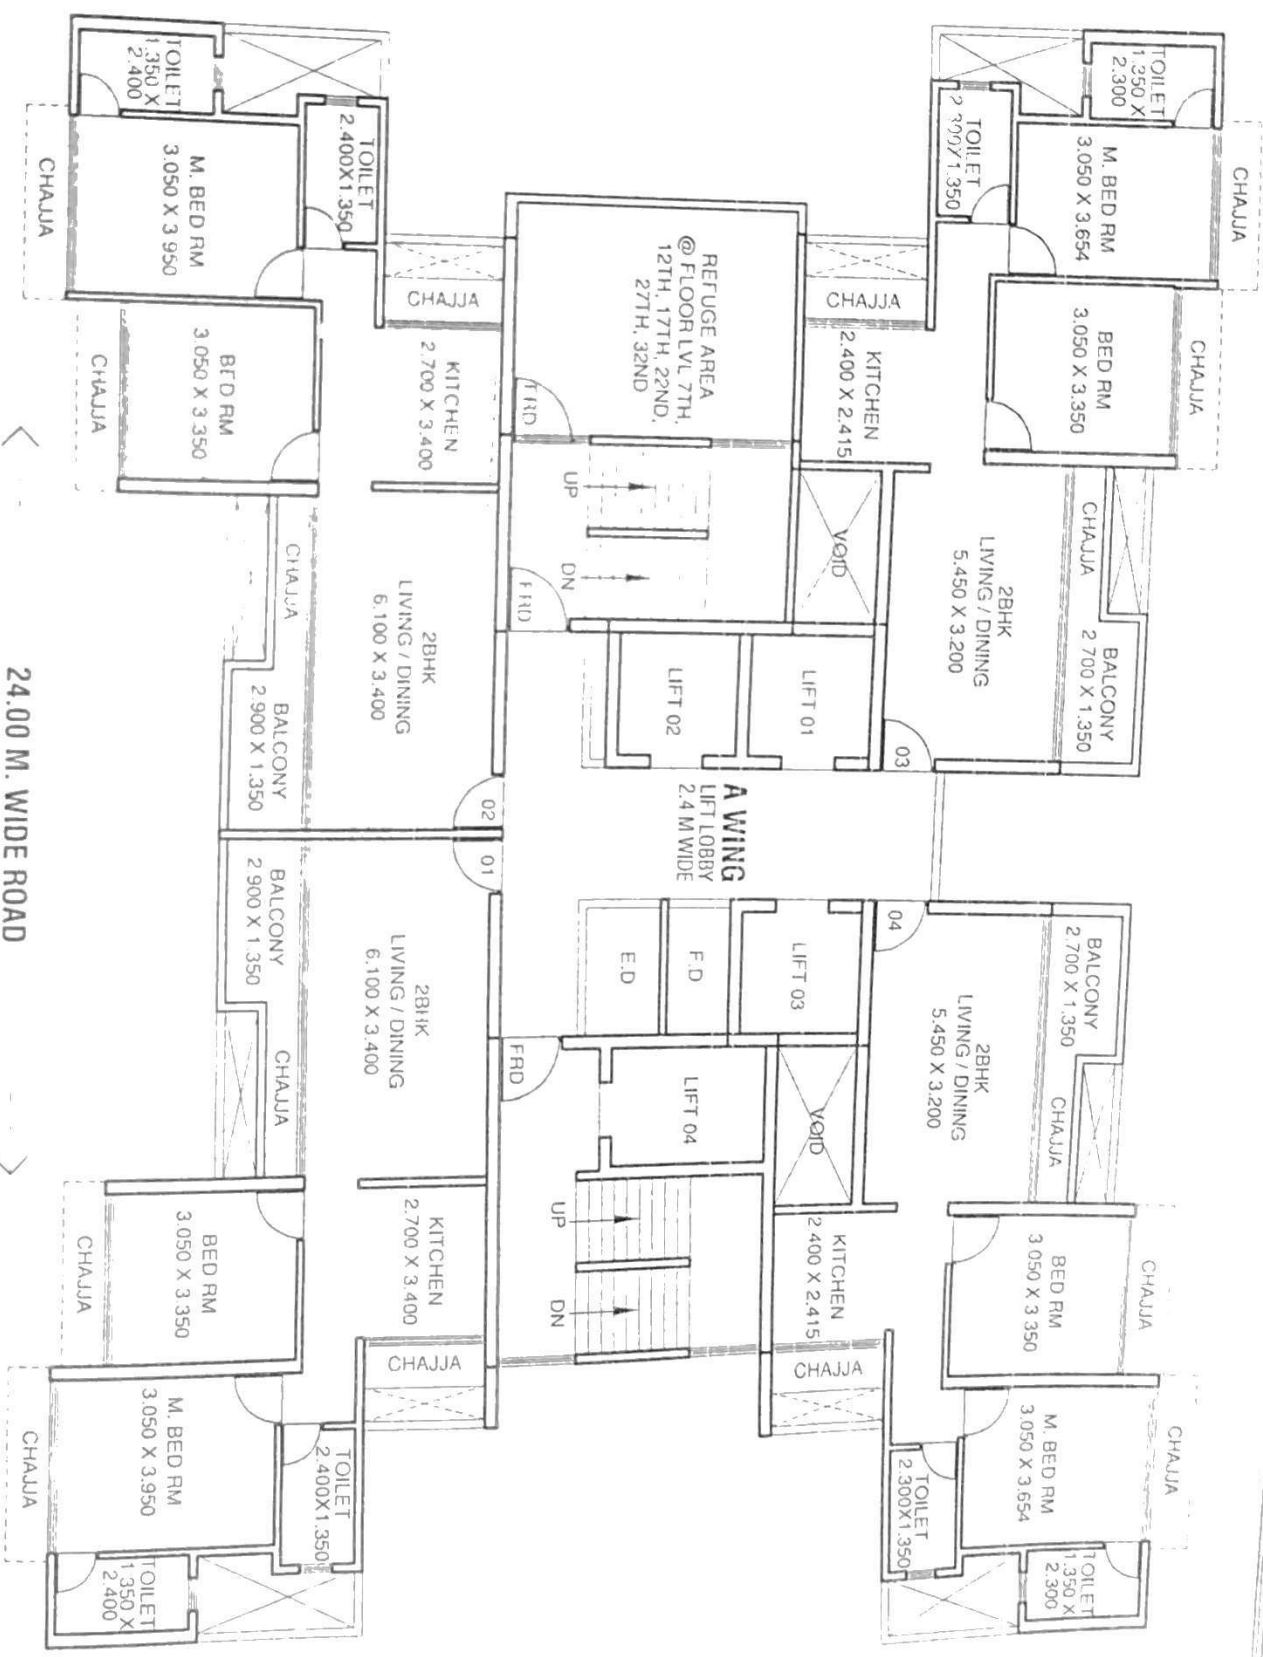 TOILET
1.350 X
2.400
M. BED RM
3.050 X 3.950
CHAJJA
TOILET
2.400X1.350
CHAJJA
BED RM
3.050 X 3.350
CHAJJA
KITCHEN
2.700 X 3.400
CHAJJA
2BHK
LIVING / DINING
6.100 X 3.400
BALCONY
2.900 X 1.350
02
REFUGE AREA
@ FLOOR LVL 7TH,
12TH, 17TH, 22ND,
27TH, 32ND
FRD
UP
DN
FRD
VOID
LIFT 02
LIFT 01
TOILET
1.350 X
2.300
TOILET
2.300X1.350
M. BED RM
3.050 X 3.654
CHAJJA
CHAJJA
KITCHEN
2.400 X 2.415
BED RM
3.050 X 3.350
CHAJJA
2BHK
LIVING / DINING
5.450 X 3.200
CHAJJA
BALCONY
2.700 X 1.350
03
A WING
LIFT LOBBY
2.4 M WIDE
01
BALCONY
2.900 X 1.350
2BHK
LIVING / DINING
6.100 X 3.400
CHAJJA
E.D
F.D
LIFT 03
04
BALCONY
2.700 X 1.350
2BHK
LIVING / DINING
5.450 X 3.200
CHAJJA
FRD
LIFT 04
VOID
UP
DN
BED RM
3.050 X 3.350
CHAJJA
KITCHEN
2.700 X 3.400
CHAJJA
M. BED RM
3.050 X 3.950
CHAJJA
TOILET
2.400X1.350
TOILET
1.350 X
2.400
KITCHEN
2.400 X 2.415
CHAJJA
BED RM
3.050 X 3.350
CHAJJA
M. BED RM
3.050 X 3.654
CHAJJA
TOILET
2.300X1.350
TOILET
1.350 X
2.300
24.00 M. WIDE ROAD